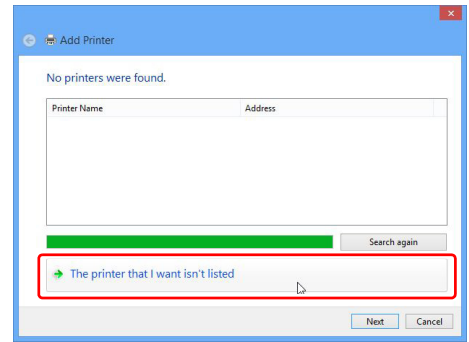 Add Printer
No printers were found.
Printer Name Address
Search again
The printer that I want isn't listed
Next Cancel